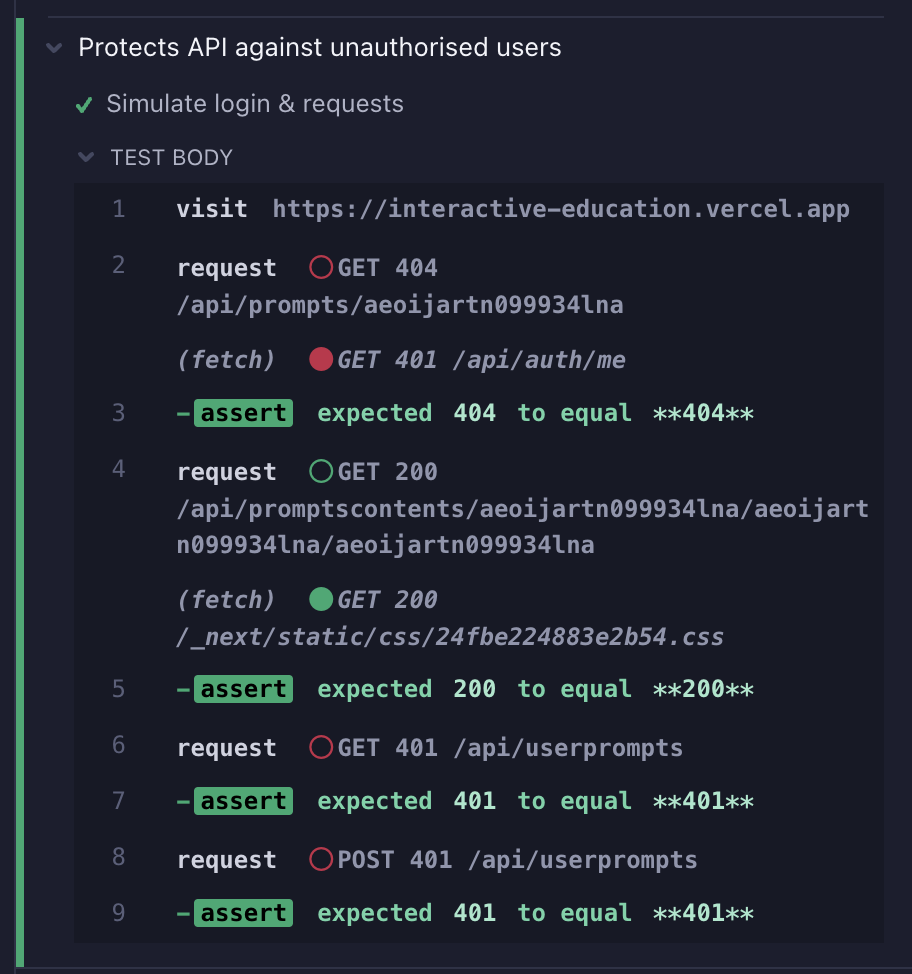 Protects API against unauthorised users
Simulate login & requests
TEST BODY
1 visit https://interactive-education.vercel.app
2 request GET 404
/api/prompts/aeoijartn099934lna
(fetch) GET 401 /api/auth/me
3 -assert expected 404 to equal **404**
4 request GET 200
/api/promptscontents/aeoijartn099934lna/aeoijart
n099934lna/aeoijartn099934lna
(fetch) GET 200
/_next/static/css/24fbe224883e2b54.css
5 -assert expected 200 to equal **200**
6 request GET 401 /api/userprompts
7 -assert expected 401 to equal **401**
8 request POST 401 /api/userprompts
9 -assert expected 401 to equal **401**